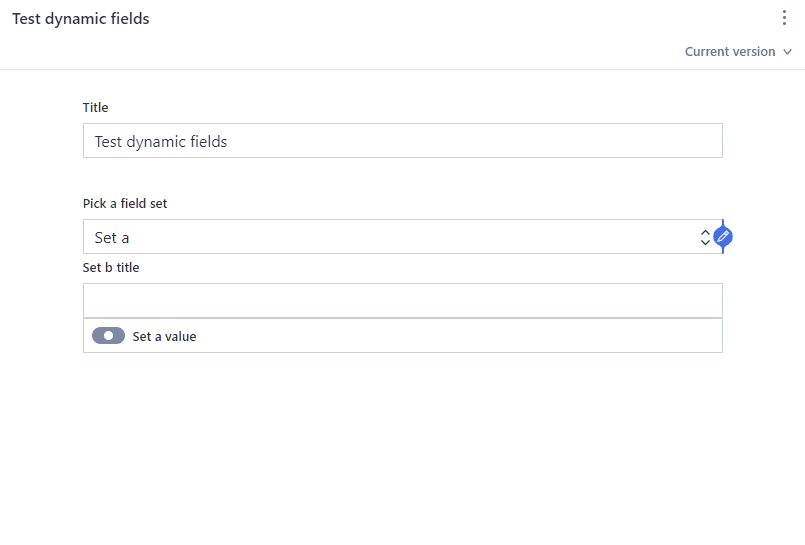 Test dynamic fields
Current version
Title
Test dynamic fields
Pick a field set
Set a
Set b title
Set a value